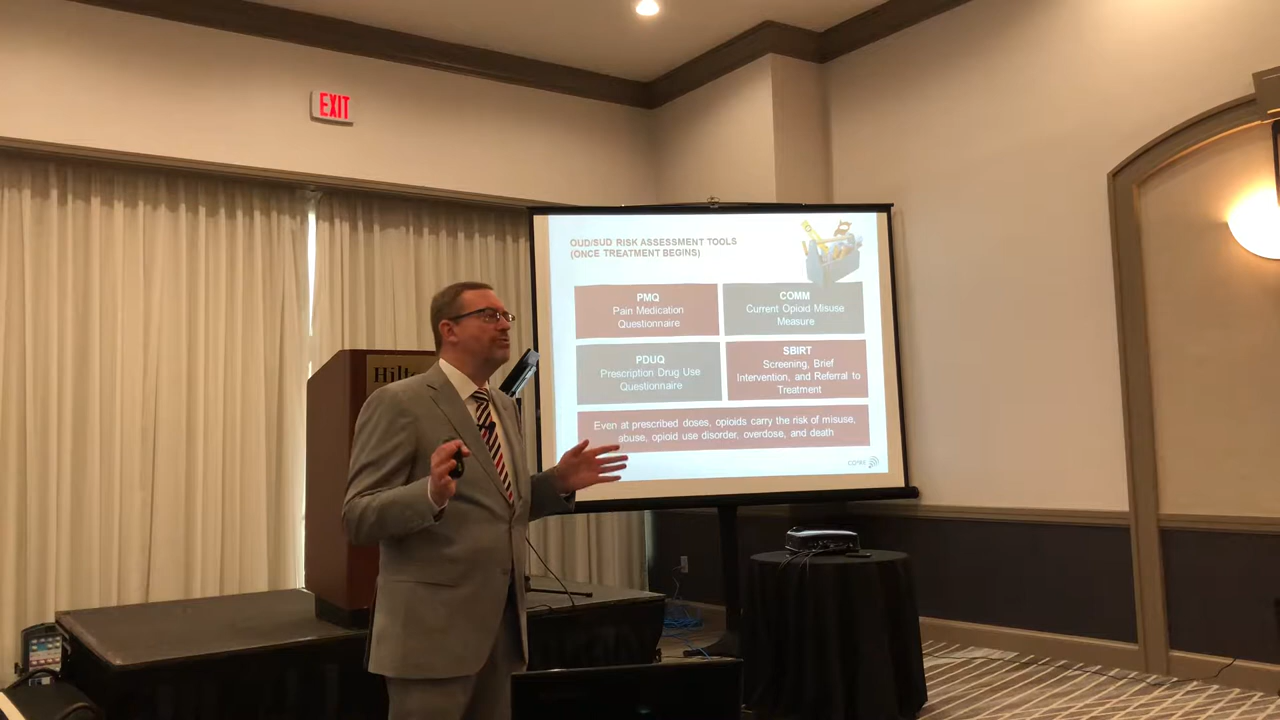 EXIT
Hilt
OUD/SUD RISK ASSESSMENT TOOLS
(ONCE TREATMENT BEGINS)
PMQ
Pain Medication
Questionnaire
COMM
Current Opioid Misuse
Measure
PDUQ
Prescription Drug Use
Questionnaire
SBIRT
Screening, Brief
Intervention, and Referral to
Treatment
Even at prescribed doses, opioids carry the risk of misuse,
abuse, opioid use disorder, overdose, and death